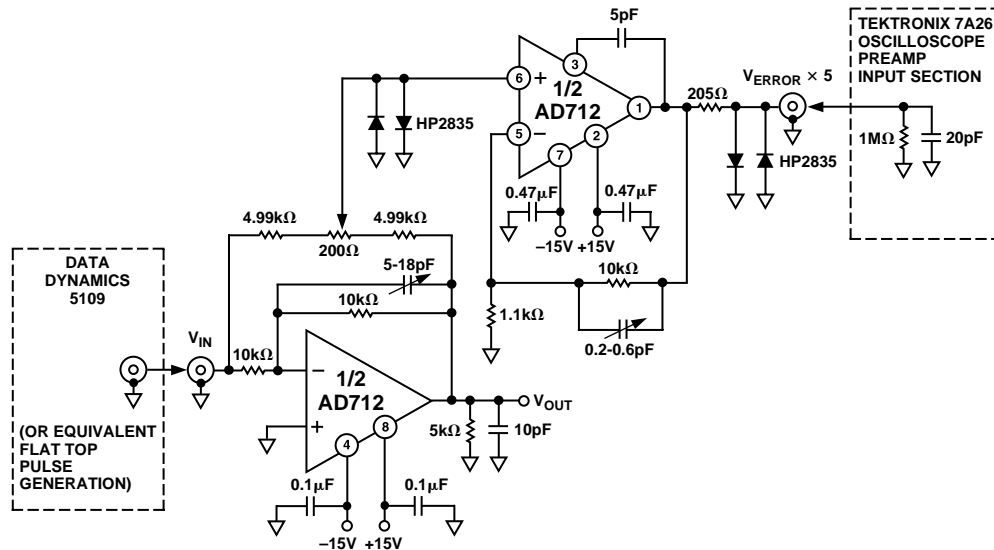 5pF
TEKTRONIX 7A26
OSCILLOSCOPE
PREAMP
INPUT SECTION
3
VERROR × 5
6
+
1/2
AD712
1
205Ω
HP2835
5
–
2
7
1MΩ
20pF
HP2835
0.47µF
0.47µF
4.99kΩ
4.99kΩ
200Ω
–15V
+15V
DATA
DYNAMICS
5109
5-18pF
10kΩ
10kΩ
1.1kΩ
VIN
10kΩ
0.2-0.6pF
–
1/2
AD712
+
8
4
VOUT
5kΩ
10pF
(OR EQUIVALENT
FLAT TOP
PULSE
GENERATION)
0.1µF
0.1µF
–15V
+15V